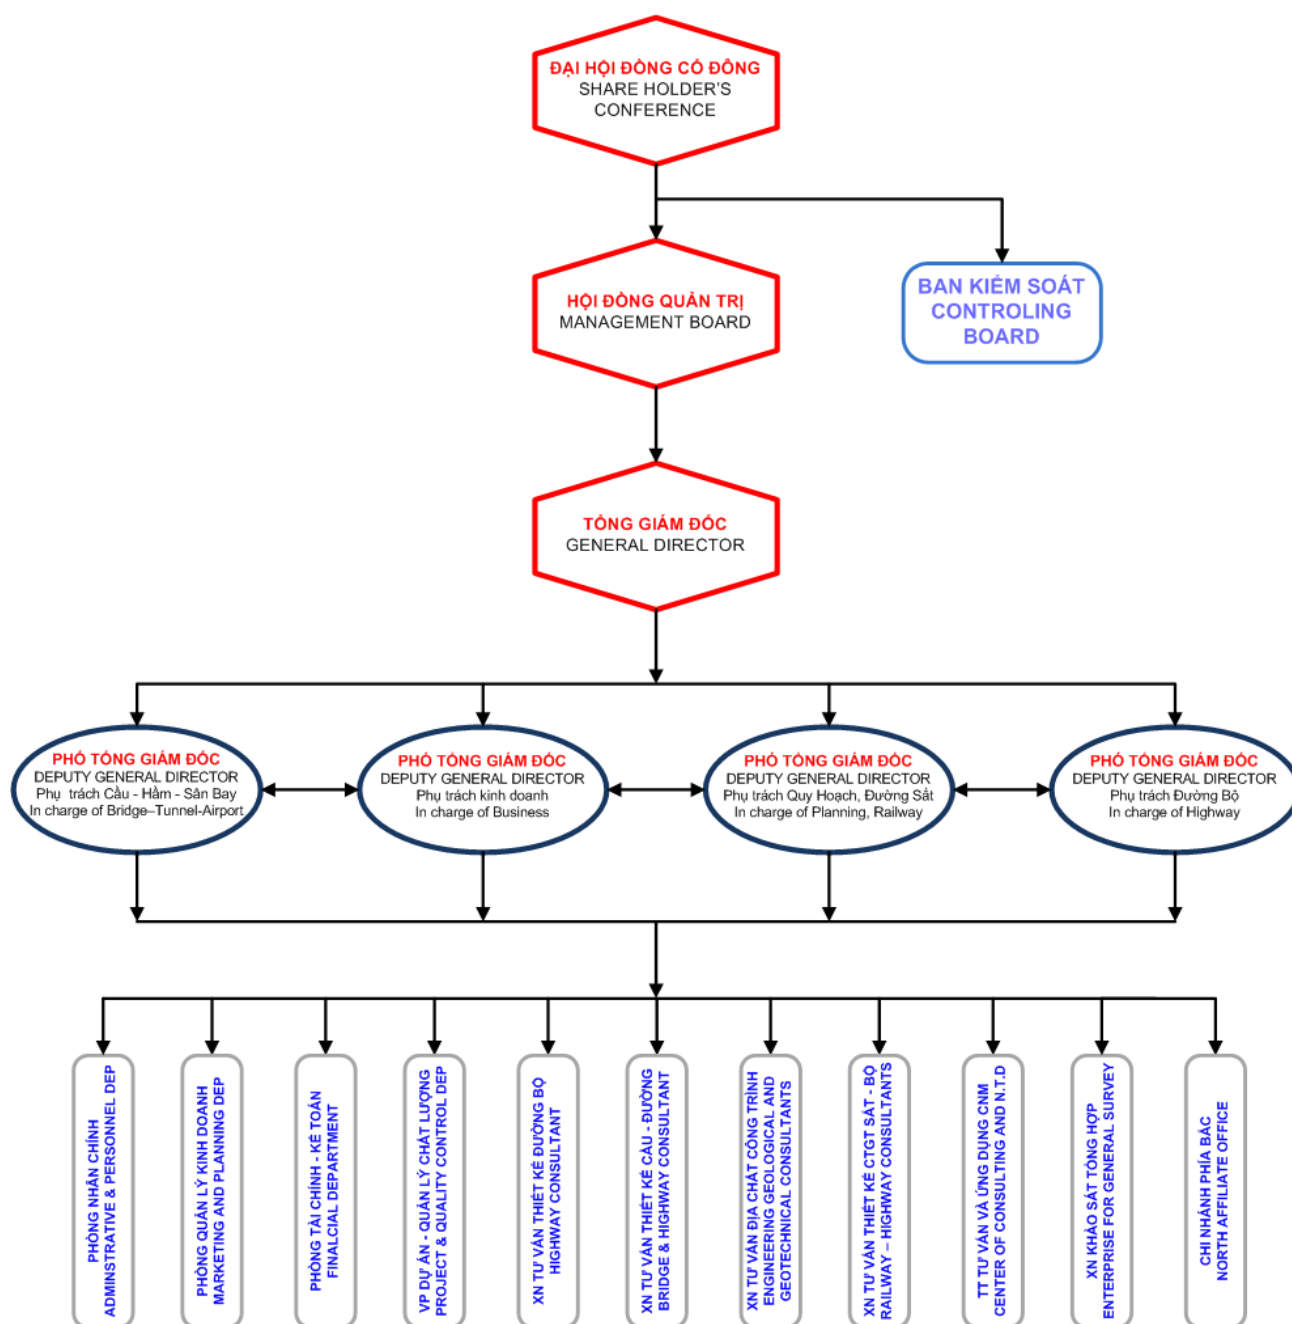 ĐẠI HỘI ĐỒNG CỔ ĐÔNG
SHARE HOLDER'S
CONFERENCE
HỘI ĐỒNG QUẢN TRỊ
MANAGEMENT BOARD
BAN KIỂM SOÁT
CONTROLING
BOARD
TỔNG GIÁM ĐỐC
GENERAL DIRECTOR
PHÓ TỔNG GIÁM ĐỐC
DEPUTY GENERAL DIRECTOR
Phụ trách Cầu - Hầm - Sân Bay
In charge of Bridge–Tunnel-Airport
PHÓ TỔNG GIÁM ĐỐC
DEPUTY GENERAL DIRECTOR
Phụ trách kinh doanh
In charge of Business
PHÓ TỔNG GIÁM ĐỐC
DEPUTY GENERAL DIRECTOR
Phụ trách Quy Hoạch, Đường Sắt
In charge of Planning, Railway
PHÓ TỔNG GIÁM ĐỐC
DEPUTY GENERAL DIRECTOR
Phụ trách Đường Bộ
In charge of Highway
PHÒNG NHÂN CHÍNH
ADMINSTRATIVE & PERSONNEL DEP
PHÒNG QUẢN LÝ KINH DOANH
MARKETING AND PLANNING DEP
PHÒNG TÀI CHÍNH - KẾ TOÁN
FINALCIAL DEPARTMENT
VP DỰ ÁN - QUẢN LÝ CHẤT LƯỢNG
PROJECT & QUALITY CONTROL DEP
XN TƯ VẤN THIẾT KẾ ĐƯỜNG BỘ
HIGHWAY CONSULTANT
XN TƯ VẤN THIẾT KẾ CẦU - ĐƯỜNG
BRIDGE & HIGHWAY CONSULTANT
XN TƯ VẤN ĐỊA CHẤT CÔNG TRÌNH
ENGINEERING GEOLOGICAL AND
GEOTECHNICAL CONSULTANTS
XN TƯ VẤN THIẾT KẾ CTGT SẮT - BỘ
RAILWAY – HIGHWAY CONSULTANTS
TT TƯ VẤN VÀ ỨNG DỤNG CNM
CENTER OF CONSULTING AND N.T.D
XN KHẢO SÁT TỔNG HỢP
ENTERPRISE FOR GENERAL SURVEY
CHI NHÁNH PHÍA BẮC
NORTH AFFILIATE OFFICE